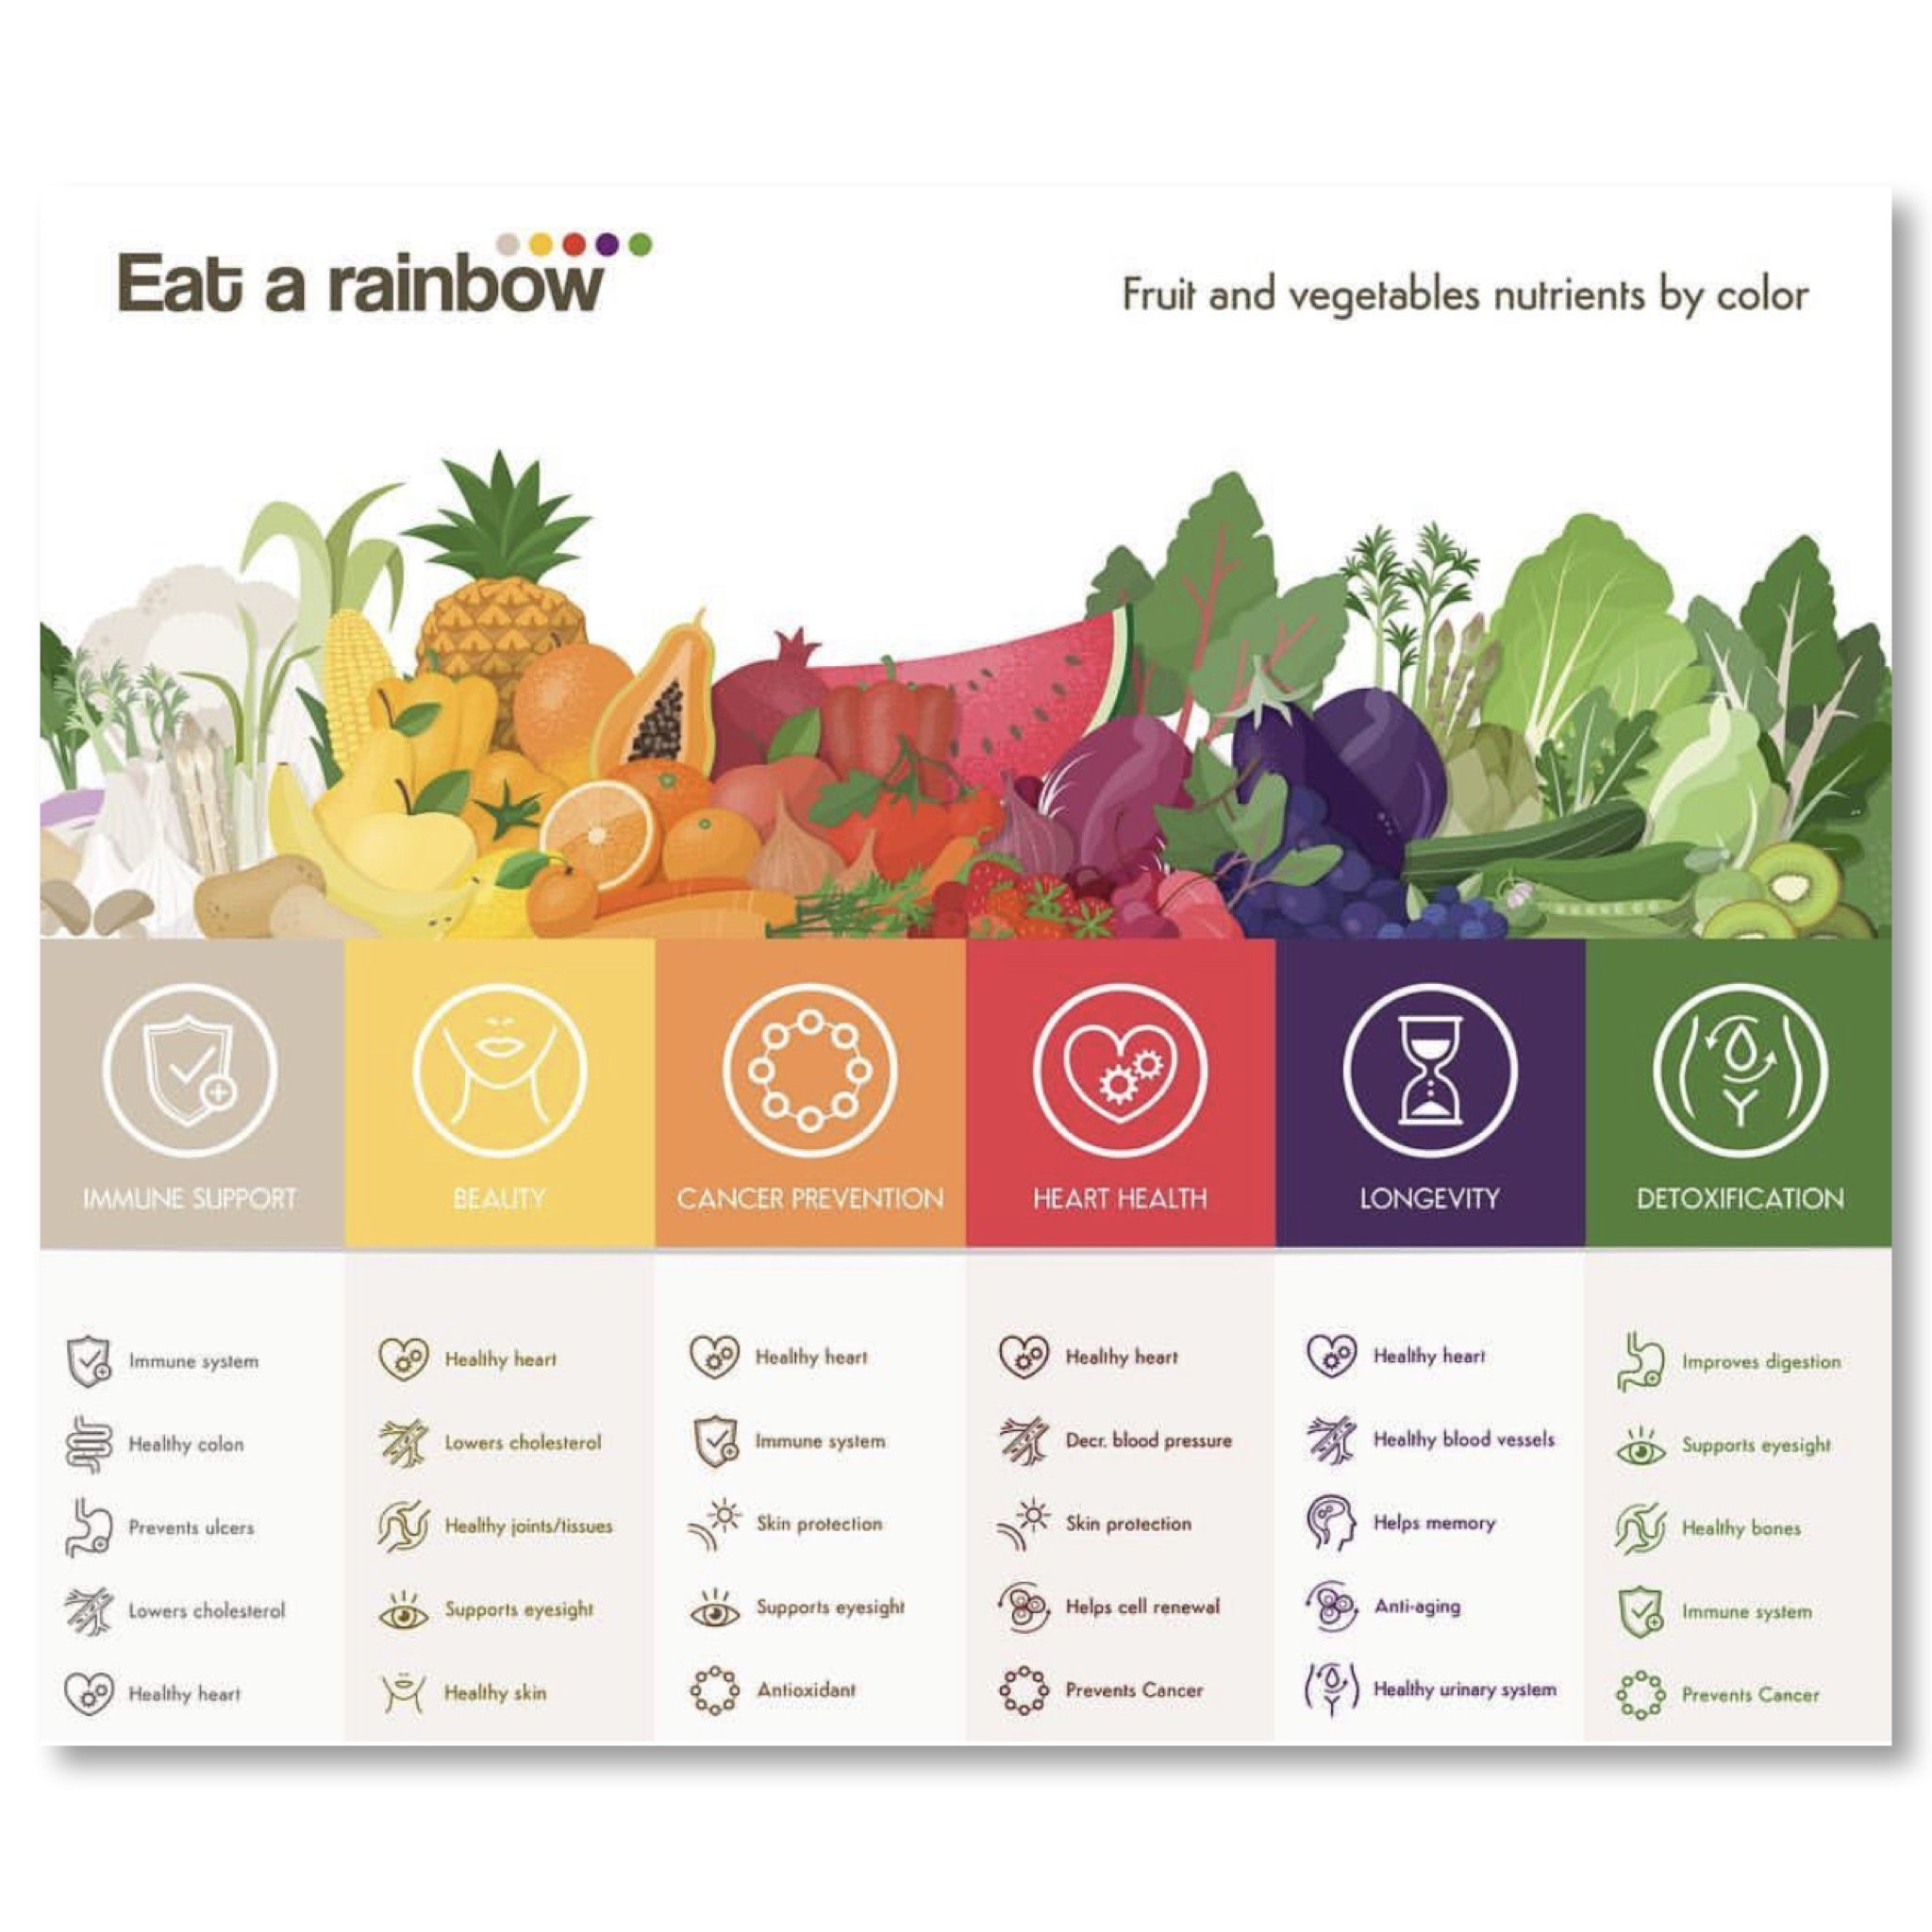 Eat a rainbow
Fruit and vegetables nutrients by color
IMMUNE SUPPORT
BEAUTY
CANCER PREVENTION
HEART HEALTH
LONGEVITY
DETOXIFICATION
Immune system
Healthy colon
Prevents ulcers
Lowers cholesterol
Healthy heart
Healthy heart
Lowers cholesterol
Healthy joints/tissues
Supports eyesight
Healthy skin
Healthy heart
Immune system
Skin protection
Supports eyesight
Antioxidant
Healthy heart
Decr. blood pressure
Skin protection
Helps cell renewal
Prevents Cancer
Healthy heart
Healthy blood vessels
Helps memory
Anti-aging
Healthy urinary system
Improves digestion
Supports eyesight
Healthy bones
Immune system
Prevents Cancer